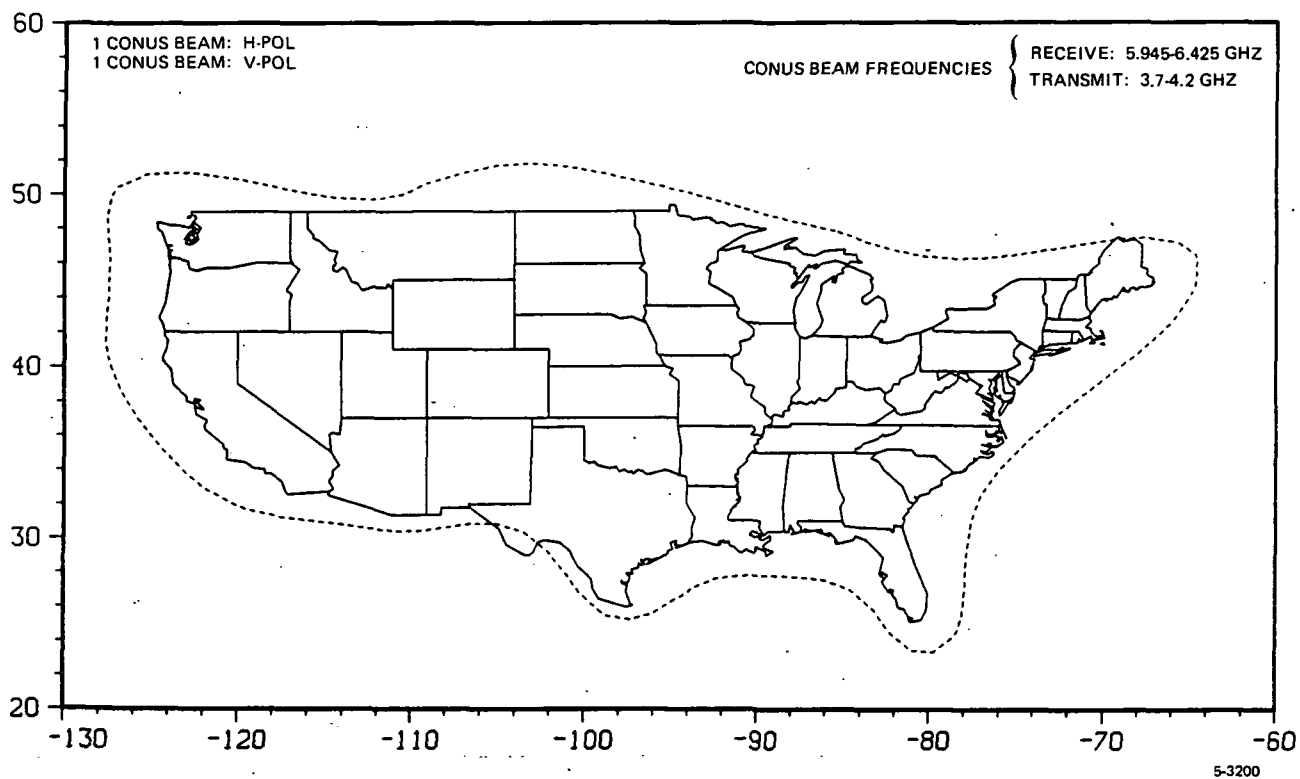 60
1 CONUS BEAM: H-POL
1 CONUS BEAM: V-POL
CONUS BEAM FREQUENCIES
RECEIVE: 5.945-6.425 GHZ
TRANSMIT: 3.7-4.2 GHZ
50
40
30
20
-130 -120 -110 -100 -90 -80 -70 -60
5-3200